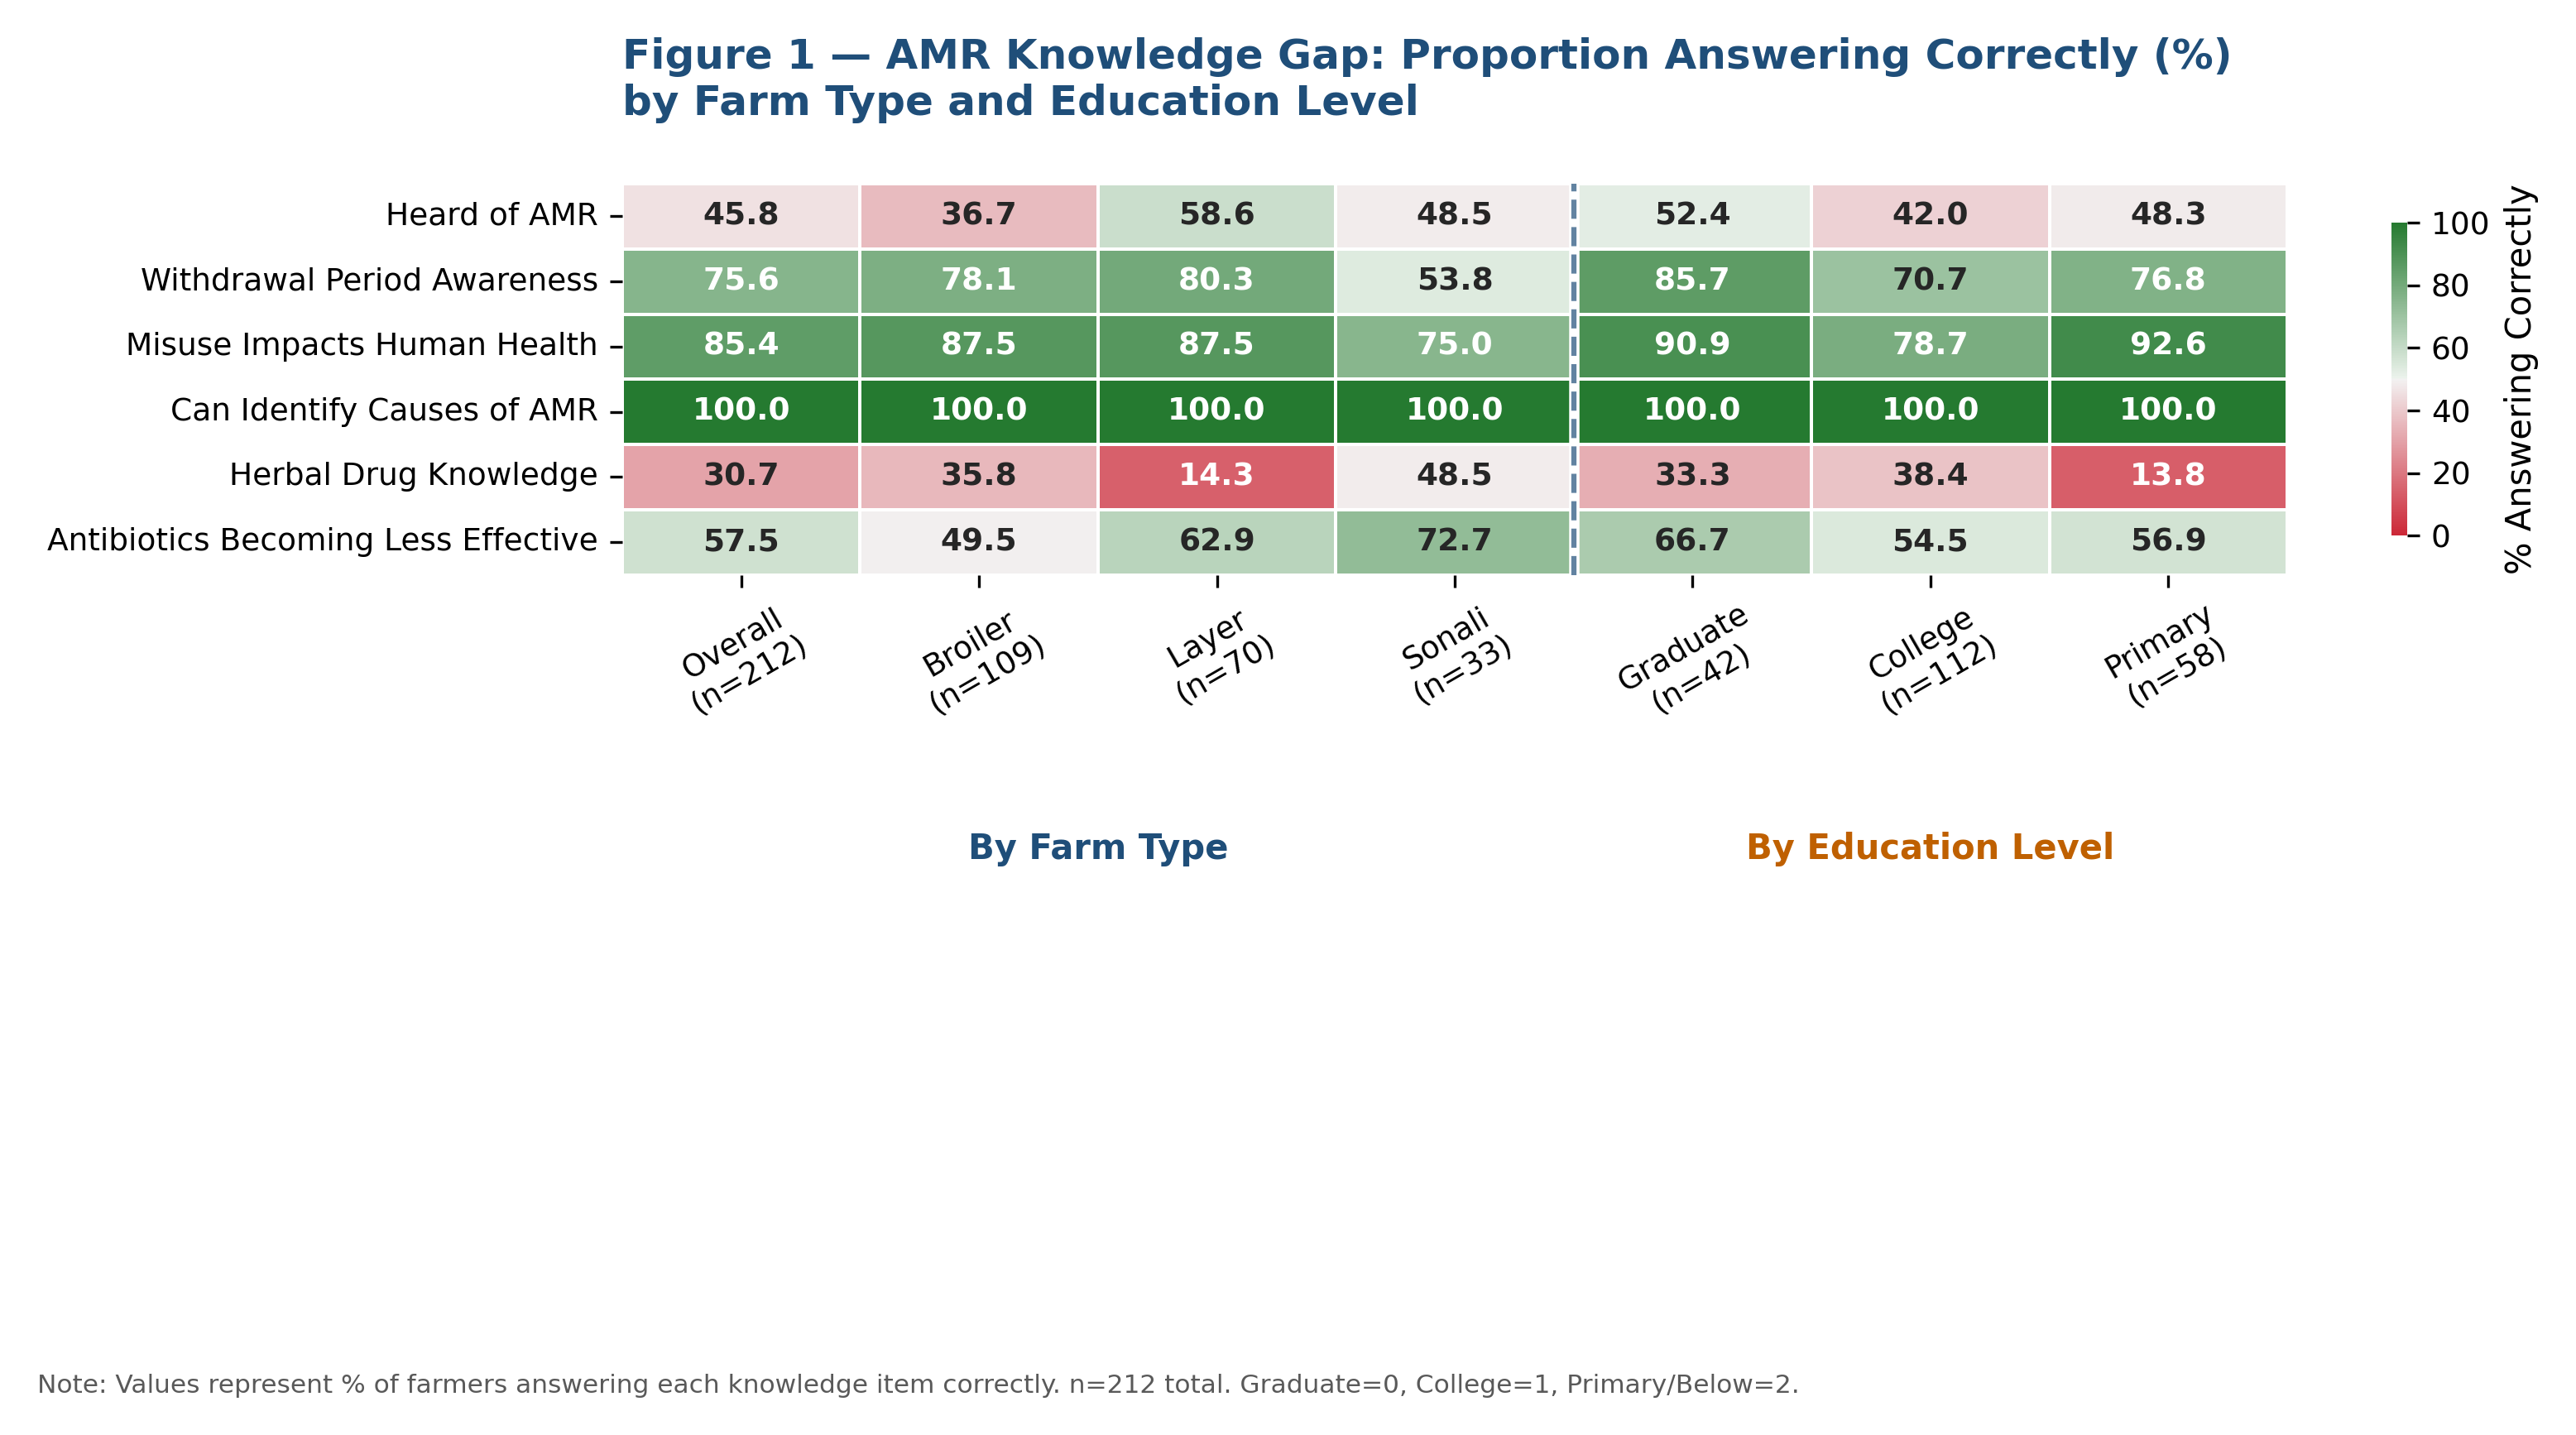 Figure 1 — AMR Knowledge Gap: Proportion Answering Correctly (%)
by Farm Type and Education Level
Heard of AMR 45.8 36.7 58.6 48.5 52.4 42.0 48.3
Withdrawal Period Awareness 75.6 78.1 80.3 53.8 85.7 70.7 76.8
Misuse Impacts Human Health 85.4 87.5 87.5 75.0 90.9 78.7 92.6
Can Identify Causes of AMR 100.0 100.0 100.0 100.0 100.0 100.0 100.0
Herbal Drug Knowledge 30.7 35.8 14.3 48.5 33.3 38.4 13.8
Antibiotics Becoming Less Effective 57.5 49.5 62.9 72.7 66.7 54.5 56.9
Overall
(n=212)
Broiler
(n=109)
Layer
(n=70)
Sonali
(n=33)
Graduate
(n=42)
College
(n=112)
Primary
(n=58)
100
80
60
40
20
0
% Answering Correctly
By Farm Type
By Education Level
Note: Values represent % of farmers answering each knowledge item correctly. n=212 total. Graduate=0, College=1, Primary/Below=2.